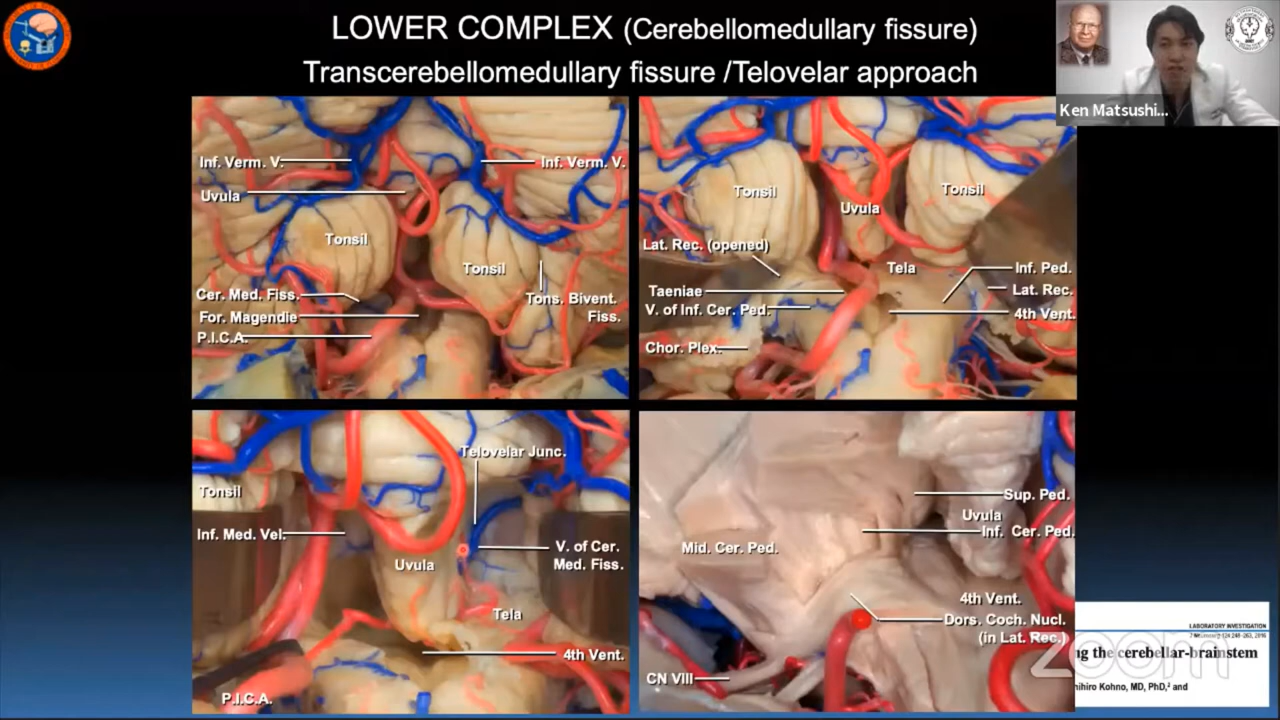 LOWER COMPLEX (Cerebellomedullary fissure)
Transcerebellomedullary fissure /Telovelar approach
Ken Matsushi...
Inf. Verm. V.
Inf. Verm. V.
Uvula
Tonsil
Tonsil
Cer. Med. Fiss.
Tons. Bivent.
Fiss.
For. Magendie
P.I.C.A.
Tonsil
Tonsil
Uvula
Lat. Rec. (opened)
Tela
Inf. Ped.
Taeniae
Lat. Rec.
V. of Inf. Cer. Ped.
4th Vent.
Chor. Plex.
Telovelar Junc.
Tonsil
Inf. Med. Vel.
V. of Cer.
Med. Fiss.
Uvula
Tela
4th Vent.
P.I.C.A.
Sup. Ped.
Uvula
Inf. Cer. Ped.
Mid. Cer. Ped.
4th Vent.
Dors. Coch. Nucl.
(in Lat. Rec.)
CN VIII
LABORATORY INVESTIGATION
zoom
ng the cerebellar-brainstem
hihiro Kohno, MD, PhD,² and